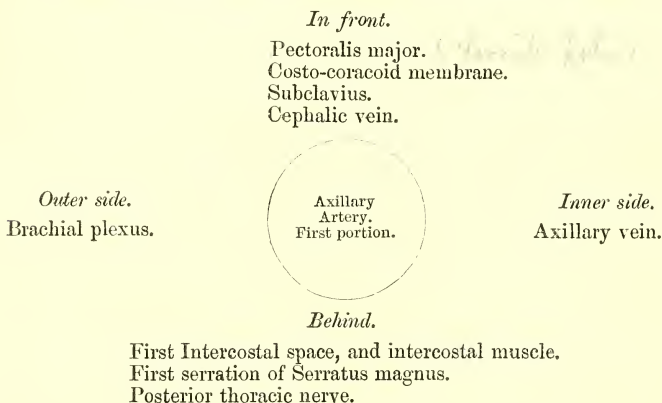 In front.
Pectoralis major.
Costo-coracoid membrane.
Subclavius.
Cephalic vein.
Outer side.
Brachial plexus.
Axillary
Artery.
First portion.
Inner side.
Axillary vein.
Behind.
First Intercostal space, and intercostal muscle.
First serration of Serratus magnus.
Posterior thoracic nerve.